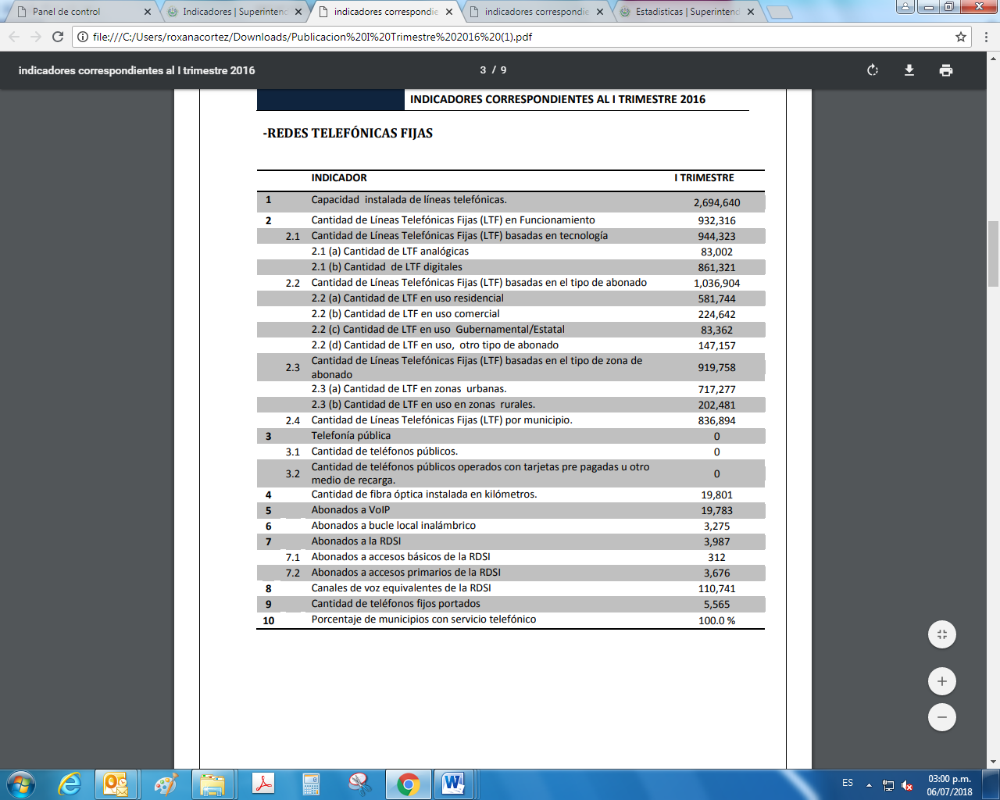 Panel de control
Indicadores | Superintend
indicadores correspondie
indicadores correspondie
Estadisticas | Superintend
file:///C:/Users/roxanacortez/Downloads/Publicacion%20I%20Trimestre%202016%20(1).pdf
indicadores correspondientes al I trimestre 2016
3 / 9
INDICADORES CORRESPONDIENTES AL I TRIMESTRE 2016
-REDES TELEFÓNICAS FIJAS
INDICADOR I TRIMESTRE
1 Capacidad instalada de líneas telefónicas. 2,694,640
2 Cantidad de Líneas Telefónicas Fijas (LTF) en Funcionamiento 932,316
2.1 Cantidad de Líneas Telefónicas Fijas (LTF) basadas en tecnología 944,323
2.1 (a) Cantidad de LTF analógicas 83,002
2.1 (b) Cantidad de LTF digitales 861,321
2.2 Cantidad de Líneas Telefónicas Fijas (LTF) basadas en el tipo de abonado 1,036,904
2.2 (a) Cantidad de LTF en uso residencial 581,744
2.2 (b) Cantidad de LTF en uso comercial 224,642
2.2 (c) Cantidad de LTF en uso Gubernamental/Estatal 83,362
2.2 (d) Cantidad de LTF en uso, otro tipo de abonado 147,157
2.3 Cantidad de Líneas Telefónicas Fijas (LTF) basadas en el tipo de zona de
abonado 919,758
2.3 (a) Cantidad de LTF en zonas urbanas. 717,277
2.3 (b) Cantidad de LTF en uso en zonas rurales. 202,481
2.4 Cantidad de Líneas Telefónicas Fijas (LTF) por municipio. 836,894
3 Telefonía pública 0
3.1 Cantidad de teléfonos públicos. 0
3.2 Cantidad de teléfonos públicos operados con tarjetas pre pagadas u otro
medio de recarga. 0
4 Cantidad de fibra óptica instalada en kilómetros. 19,801
5 Abonados a VoIP 19,783
6 Abonados a bucle local inalámbrico 3,275
7 Abonados a la RDSI 3,987
7.1 Abonados a accesos básicos de la RDSI 312
7.2 Abonados a accesos primarios de la RDSI 3,676
8 Canales de voz equivalentes de la RDSI 110,741
9 Cantidad de teléfonos fijos portados 5,565
10 Porcentaje de municipios con servicio telefónico 100.0 %
ES
03:00 p.m.
06/07/2018